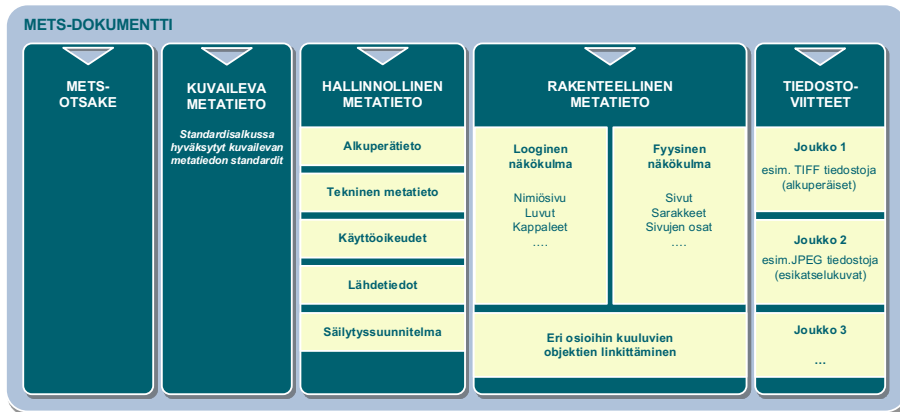 METS-DOKUMENTTI
METS-
OTSAKE
KUVAILEVA
METATIETO
Standardisalkussa
hyväksytyt kuvailevan
metatiedon standardit
HALLINNOLLINEN
METATIETO
Alkuperätieto
Tekninen metatieto
Käyttöoikeudet
Lähdetiedot
Säilytyssuunnitelma
RAKENTEELLINEN
METATIETO
Looginen
näkökulma
Nimiösivu
Luvut
Kappaleet
....
Fyysinen
näkökulma
Sivut
Sarakkeet
Sivujen osat
....
Eri osioihin kuuluvien
objektien linkittäminen
TIEDOSTO-
VIITTEET
Joukko 1
esim. TIFF tiedostoja
(alkuperäiset)
Joukko 2
esim.JPEG tiedostoja
(esikatselukuvat)
Joukko 3
...